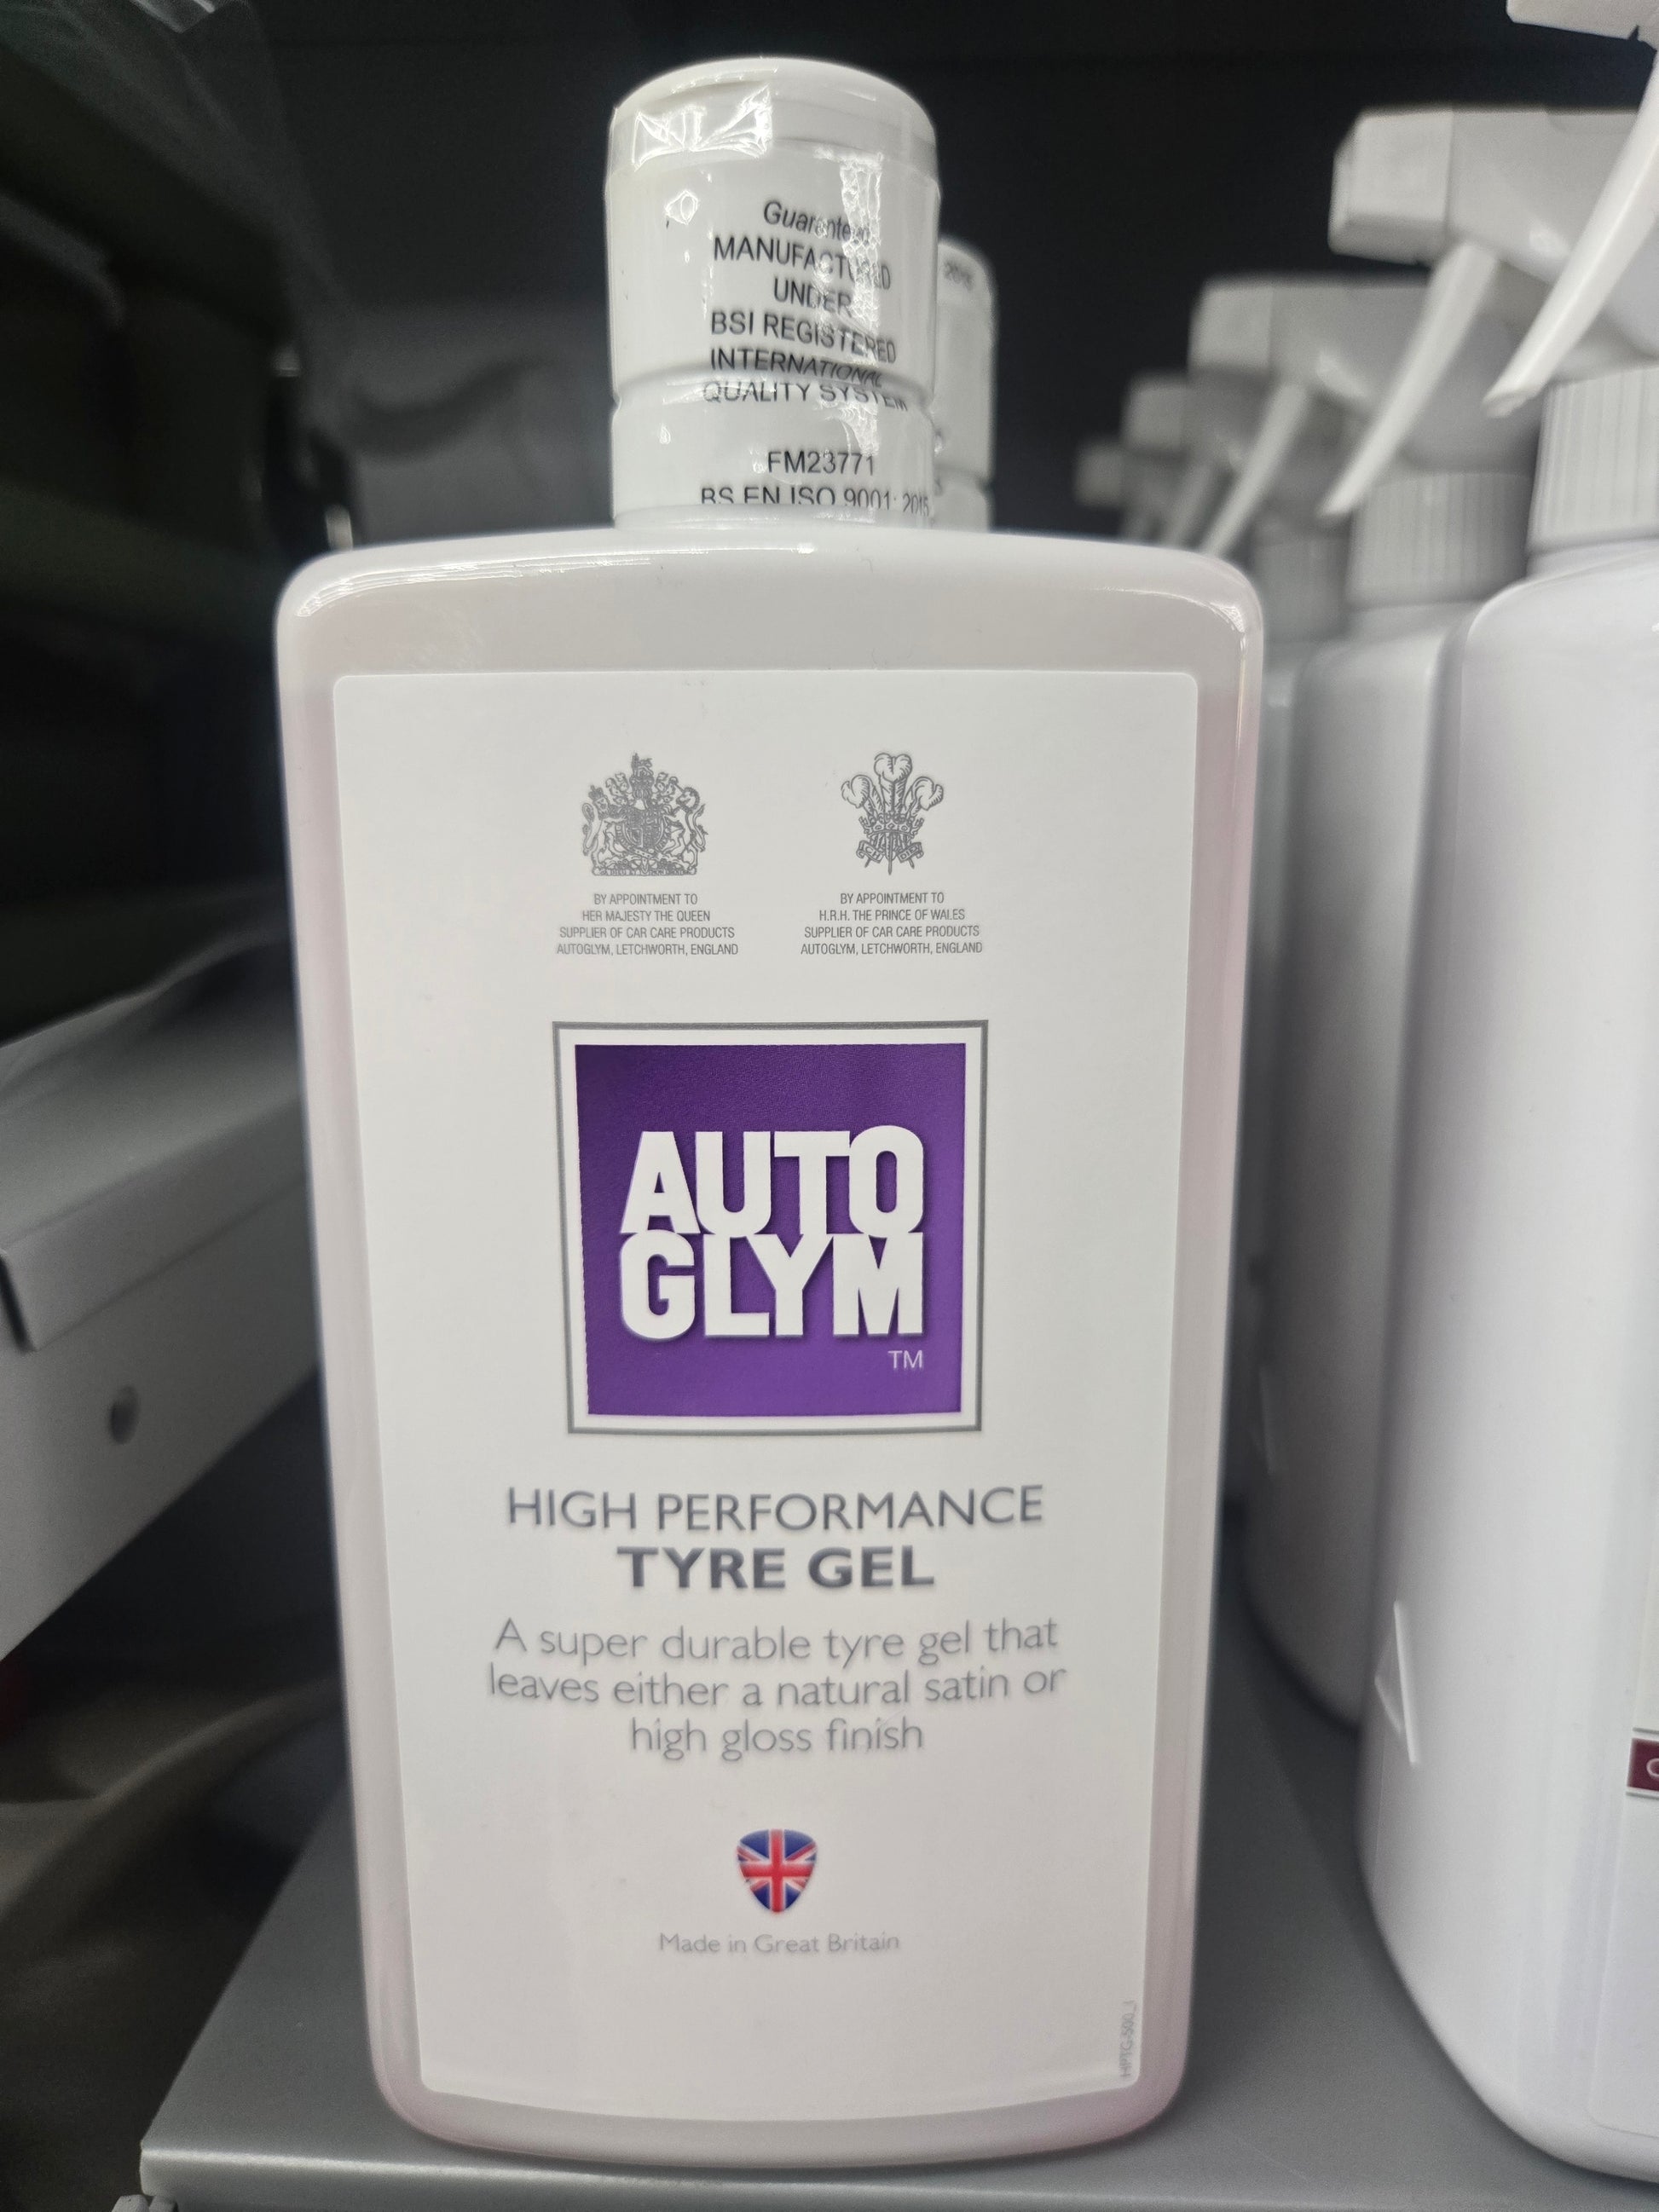 Guaranteed
MANUFACTURED
UNDER
BSI REGISTERED
INTERNATIONAL
QUALITY SYSTEM
FM23771
BS EN ISO 9001: 2015
2015
BY APPOINTMENT TO
HER MAJESTY THE QUEEN
SUPPLIER OF CAR CARE PRODUCTS
AUTOGLYM, LETCHWORTH, ENGLAND
BY APPOINTMENT TO
H.R.H. THE PRINCE OF WALES
SUPPLIER OF CAR CARE PRODUCTS
AUTOGLYM, LETCHWORTH, ENGLAND
AUTO
GLYM
TM
HIGH PERFORMANCE
TYRE GEL
A super durable tyre gel that
leaves either a natural satin or
high gloss finish
Made in Great Britain